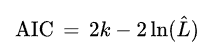 AIC = 2k − 2 ln(L̂)